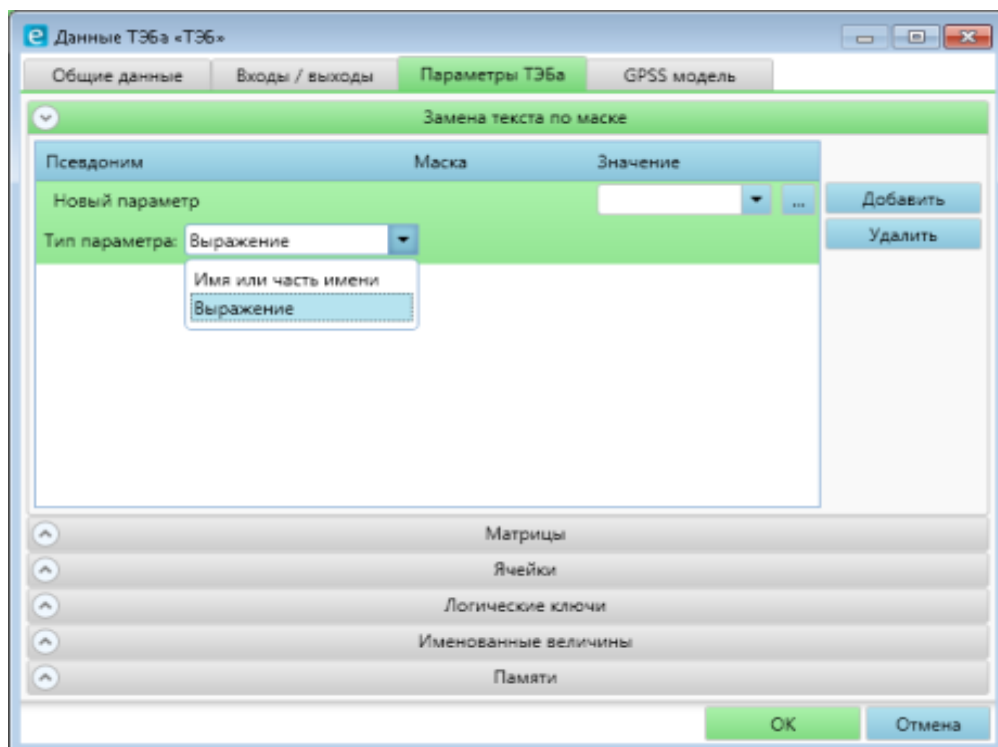 Данные ТЭБа «ТЭБ»
Общие данные Входы / выходы Параметры ТЭБа GPSS модель
Замена текста по маске
Псевдоним Маска Значение
Новый параметр ... Добавить
Тип параметра: Выражение Удалить
Имя или часть имени
Выражение
Матрицы
Ячейки
Логические ключи
Именованные величины
Памяти
OK Отмена